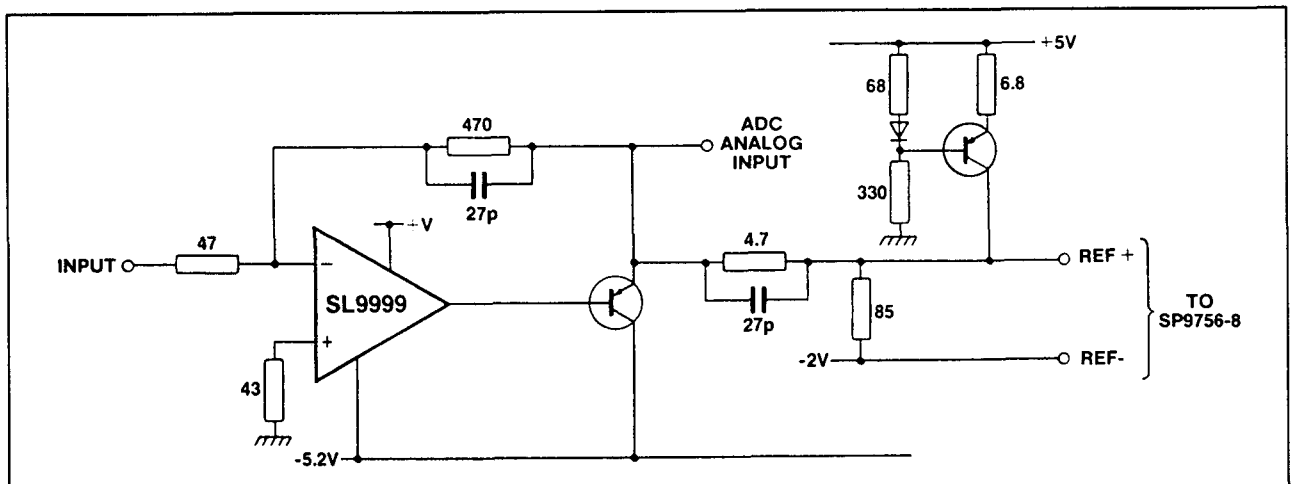 +5V
68
6.8
470
ADC
ANALOG
INPUT
27p
330
+V
47
INPUT
4.7
−
SL9999
REF +
+
27p
85
TO
SP9756-8
43
-2V
REF-
-5.2V